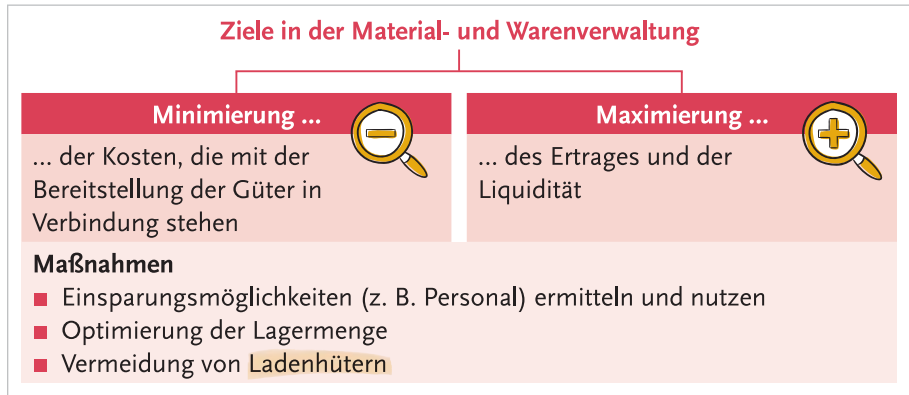 Ziele in der Material- und Warenverwaltung
Minimierung ...
... der Kosten, die mit der
Bereitstellung der Güter in
Verbindung stehen
Maximierung ...
... des Ertrages und der
Liquidität
Maßnahmen
■ Einsparungsmöglichkeiten (z. B. Personal) ermitteln und nutzen
■ Optimierung der Lagermenge
■ Vermeidung von Ladenhütern